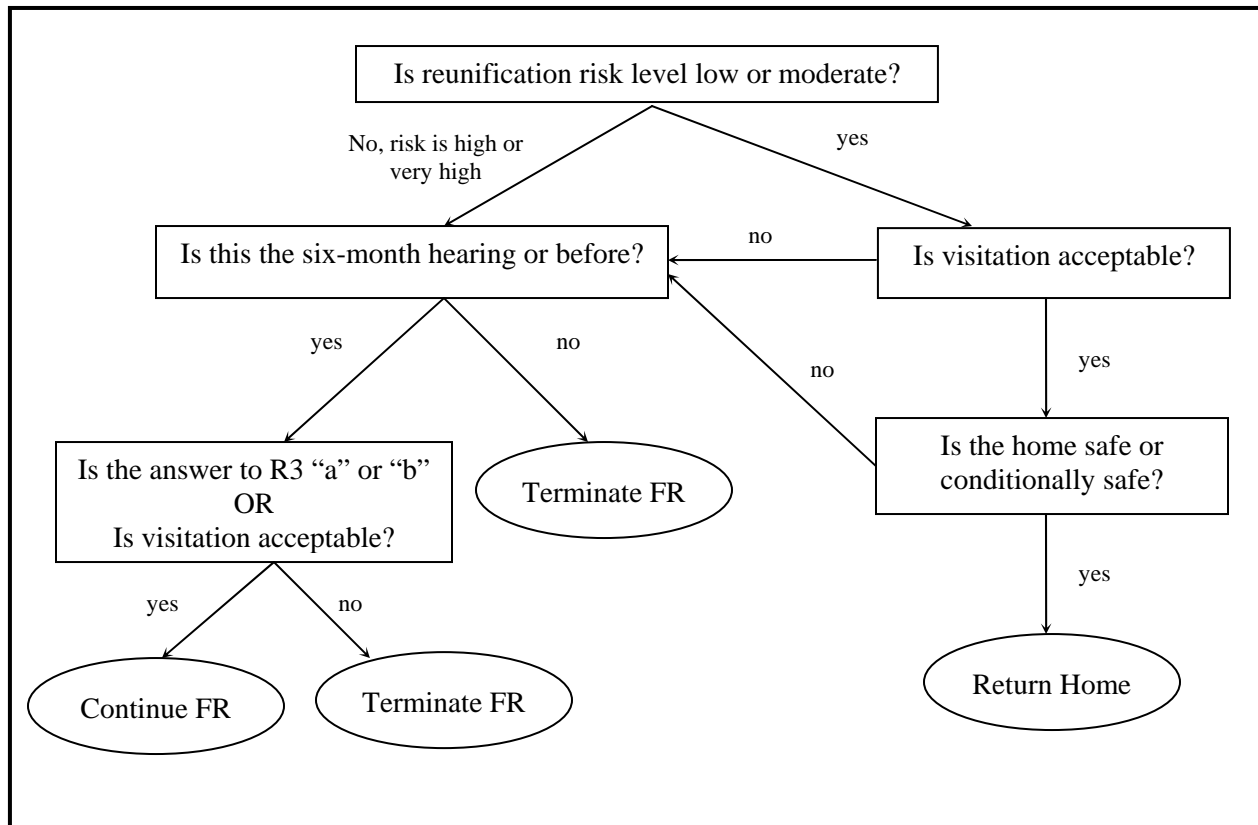 Is reunification risk level low or moderate?
No, risk is high or
very high
yes
Is this the six-month hearing or before?
no
Is visitation acceptable?
yes
no
no
yes
Is the answer to R3 “a” or “b”
OR
Is visitation acceptable?
Terminate FR
Is the home safe or
conditionally safe?
yes
no
yes
Continue FR
Terminate FR
Return Home